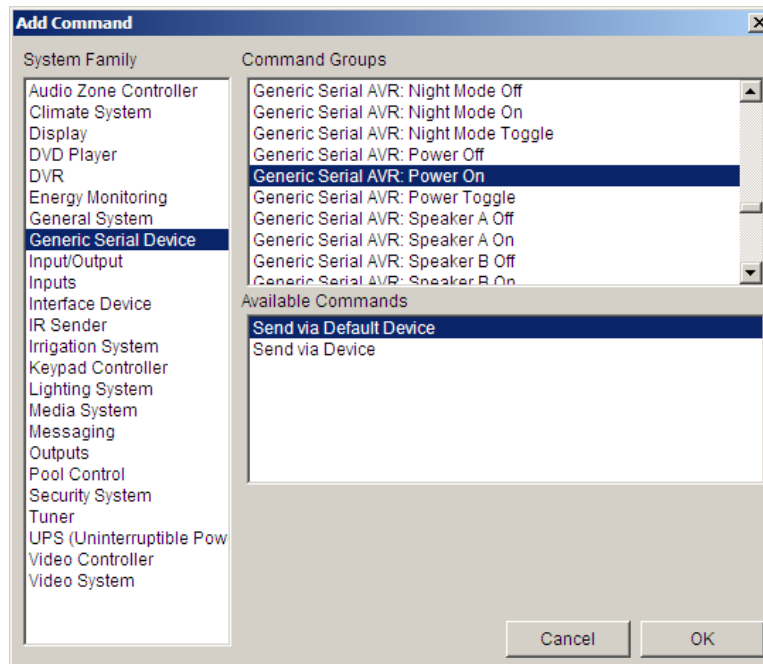 Add Command
System Family
Audio Zone Controller
Climate System
Display
DVD Player
DVR
Energy Monitoring
General System
Generic Serial Device
Input/Output
Inputs
Interface Device
IR Sender
Irrigation System
Keypad Controller
Lighting System
Media System
Messaging
Outputs
Pool Control
Security System
Tuner
UPS (Uninterruptible Pow
Video Controller
Video System
Command Groups
Generic Serial AVR: Night Mode Off
Generic Serial AVR: Night Mode On
Generic Serial AVR: Night Mode Toggle
Generic Serial AVR: Power Off
Generic Serial AVR: Power On
Generic Serial AVR: Power Toggle
Generic Serial AVR: Speaker A Off
Generic Serial AVR: Speaker A On
Generic Serial AVR: Speaker B Off
Generic Serial AVR: Speaker B On
Available Commands
Send via Default Device
Send via Device
Cancel
OK